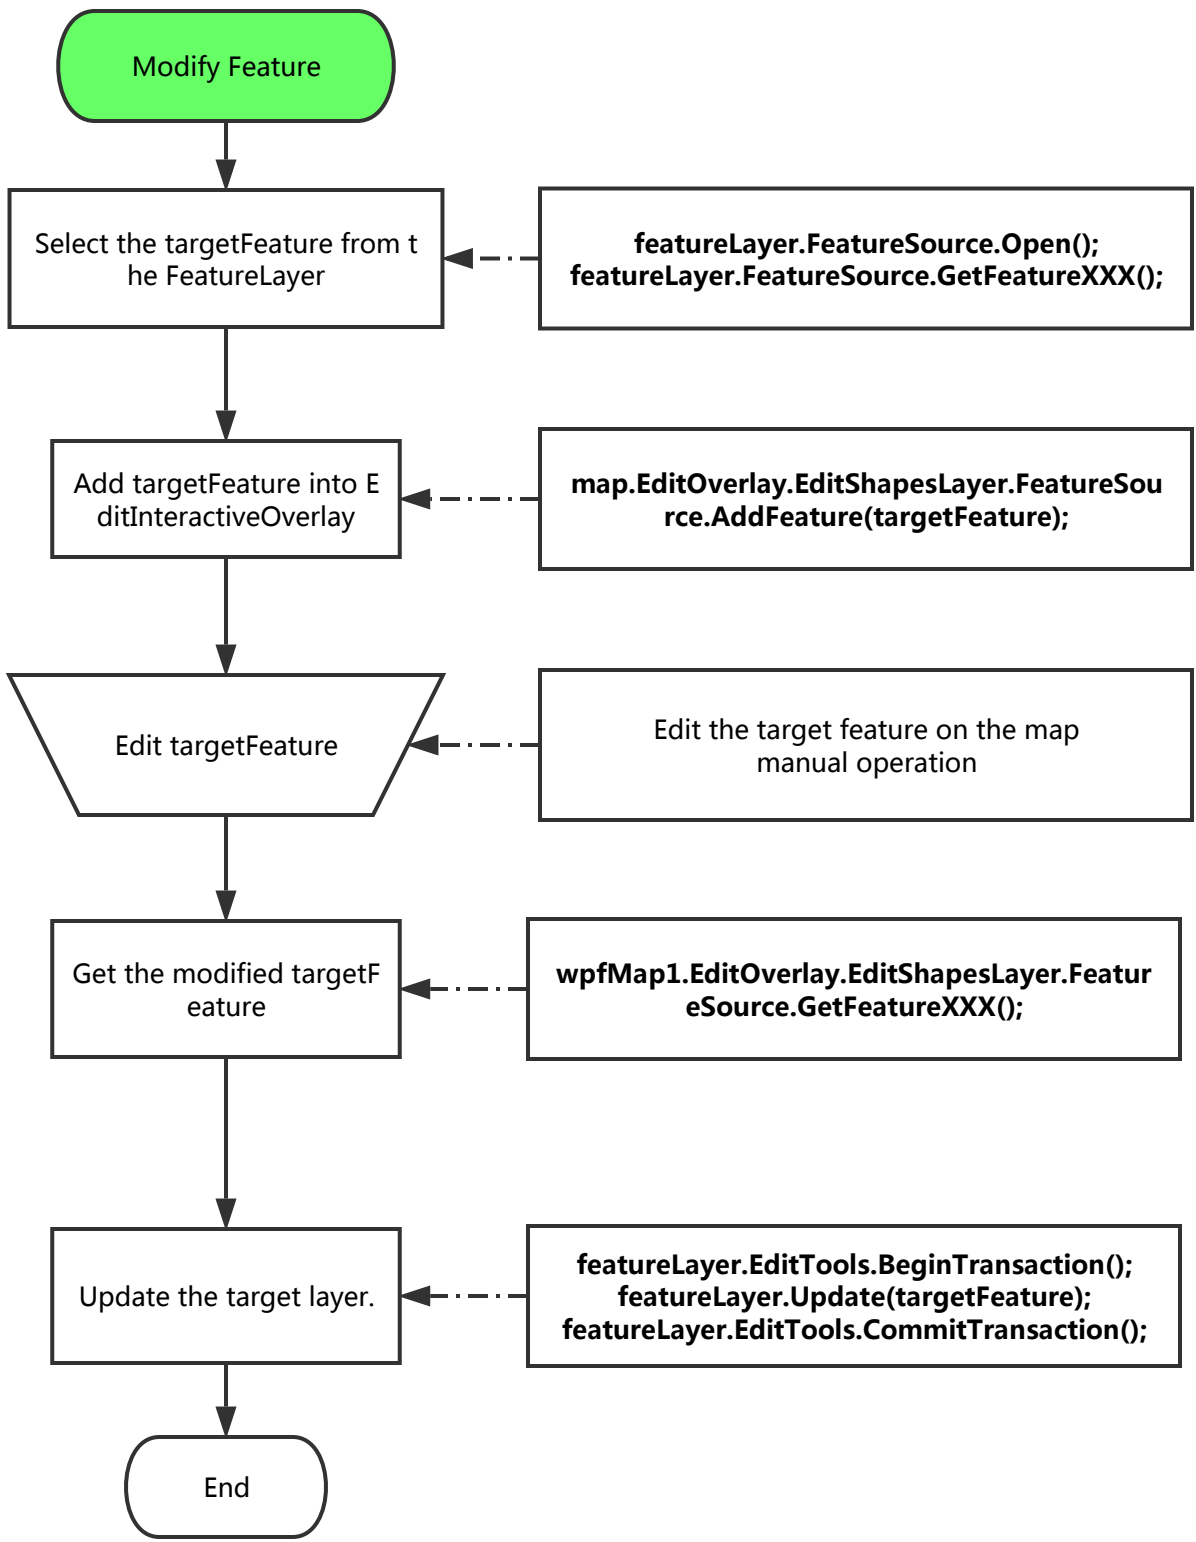 Modify Feature
Select the targetFeature from t
he FeatureLayer
featureLayer.FeatureSource.Open();
featureLayer.FeatureSource.GetFeatureXXX();
Add targetFeature into E
ditInteractiveOverlay
map.EditOverlay.EditShapesLayer.FeatureSou
rce.AddFeature(targetFeature);
Edit targetFeature
Edit the target feature on the map
manual operation
Get the modified targetF
eature
wpfMap1.EditOverlay.EditShapesLayer.Featur
eSource.GetFeatureXXX();
Update the target layer.
featureLayer.EditTools.BeginTransaction();
featureLayer.Update(targetFeature);
featureLayer.EditTools.CommitTransaction();
End